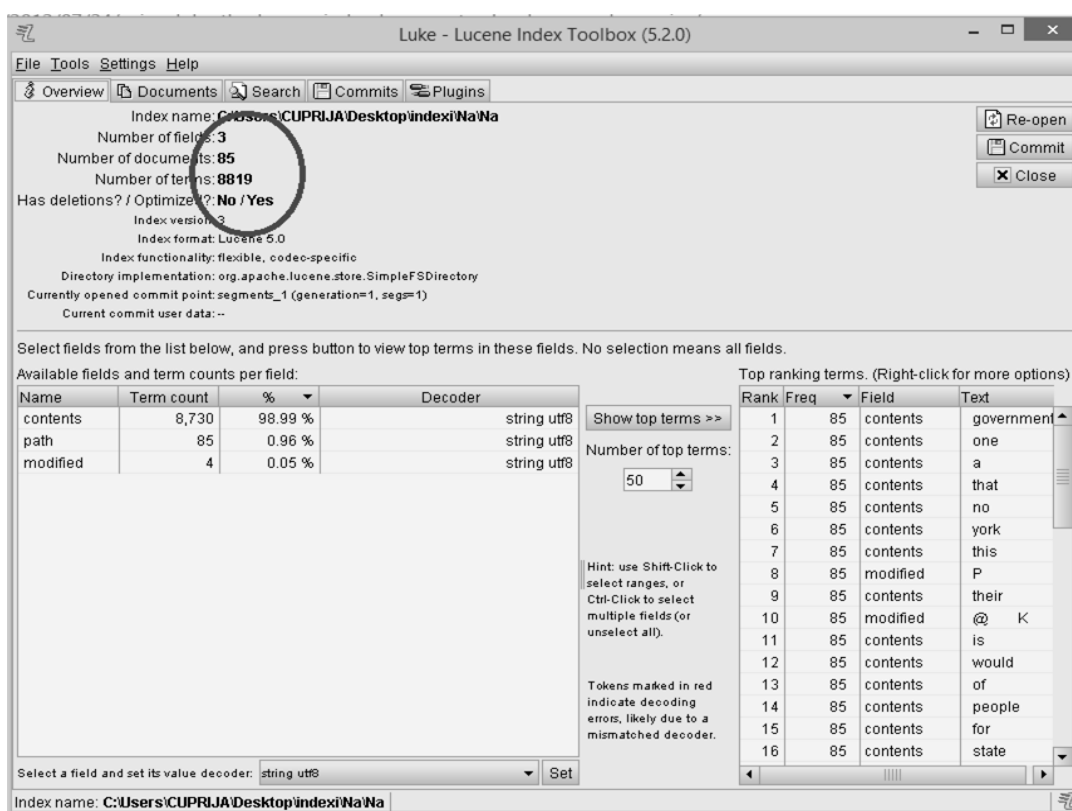 Luke - Lucene Index Toolbox (5.2.0)
File Tools Settings Help
Overview Documents Search Commits Plugins
Index name: C:\Users\CUPRIJA\Desktop\indexi\Na\Na
Re-open
Number of fields: 3
Commit
Number of documents: 85
Number of terms: 8819
Close
Has deletions? / Optimized?: No / Yes
Index version: 3
Index format: Lucene 5.0
Index functionality: flexible, codec-specific
Directory implementation: org.apache.lucene.store.SimpleFSDirectory
Currently opened commit point: segments_1 (generation=1, segs=1)
Current commit user data: --
Select fields from the list below, and press button to view top terms in these fields. No selection means all fields.
Available fields and term counts per field:
Name Term count % Decoder
contents 8,730 98.99 % string utf8
path 85 0.96 % string utf8
modified 4 0.05 % string utf8
Show top terms >>
Number of top terms:
50
Hint: use Shift-Click to
select ranges, or
Ctrl-Click to select
multiple fields (or
unselect all).
Tokens marked in red
indicate decoding
errors, likely due to a
mismatched decoder.
Top ranking terms. (Right-click for more options)
Rank Freq Field Text
1 85 contents government
2 85 contents one
3 85 contents a
4 85 contents that
5 85 contents no
6 85 contents york
7 85 contents this
8 85 modified P
9 85 contents their
10 85 modified @ K
11 85 contents is
12 85 contents would
13 85 contents of
14 85 contents people
15 85 contents for
16 85 contents state
Select a field and set its value decoder: string utf8 Set
Index name: C:\Users\CUPRIJA\Desktop\indexi\Na\Na